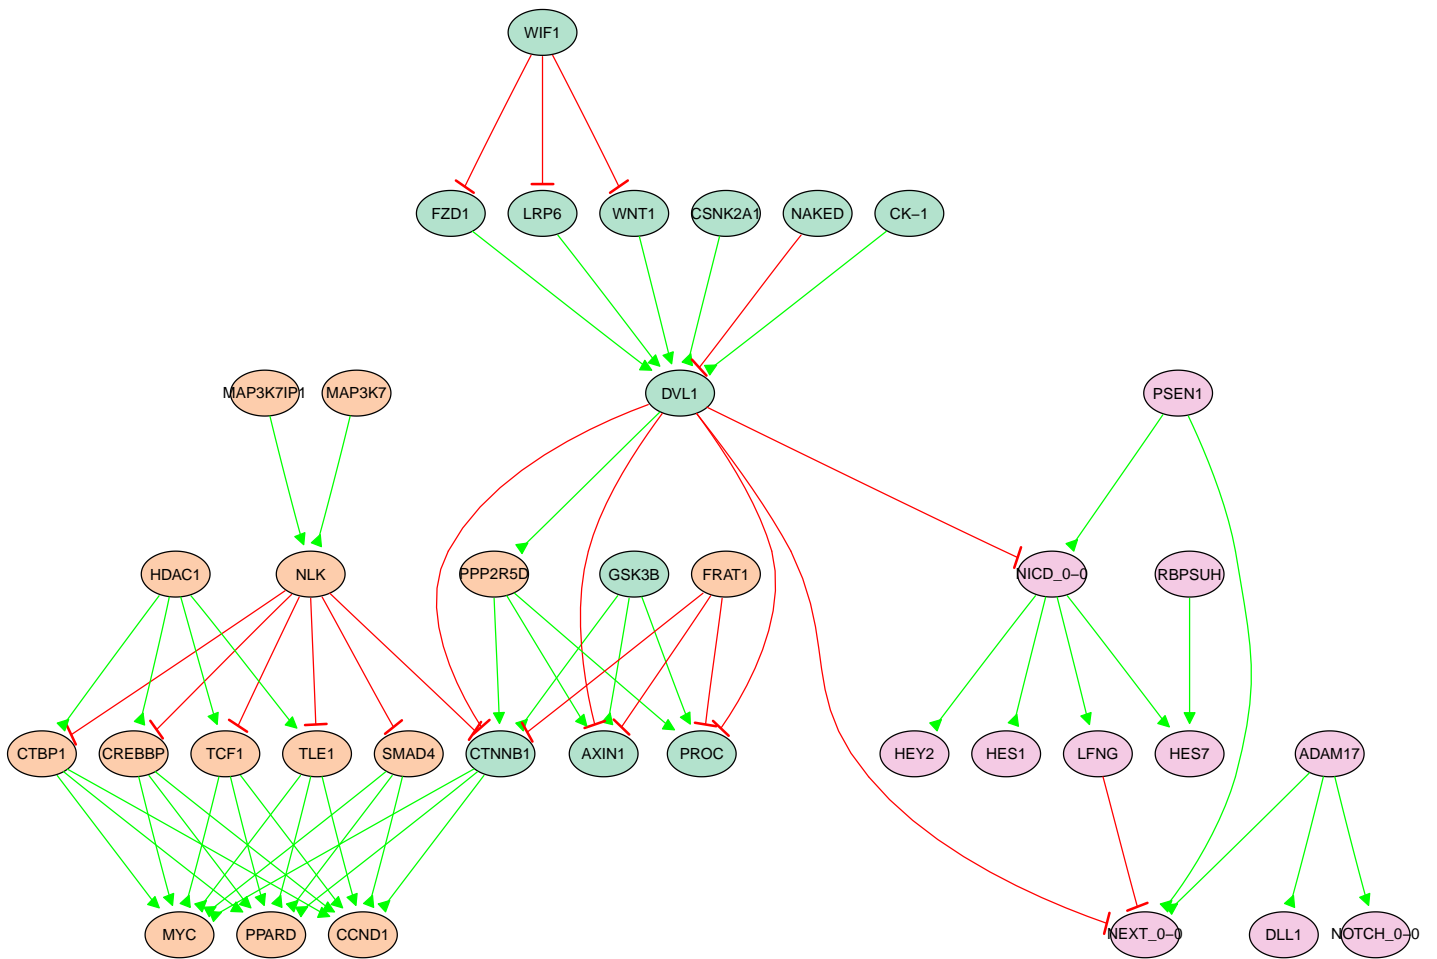 WIF1
FZD1
LRP6
WNT1
CSNK2A1
NAKED
CK−1
MAP3K7IP1
MAP3K7
DVL1
PSEN1
HDAC1
NLK
PPP2R5D
GSK3B
FRAT1
NICD_0−0
RBPSUH
CTBP1
CREBBP
TCF1
TLE1
SMAD4
CTNNB1
AXIN1
PROC
HEY2
HES1
LFNG
HES7
ADAM17
MYC
PPARD
CCND1
NEXT_0−0
DLL1
NOTCH_0−0